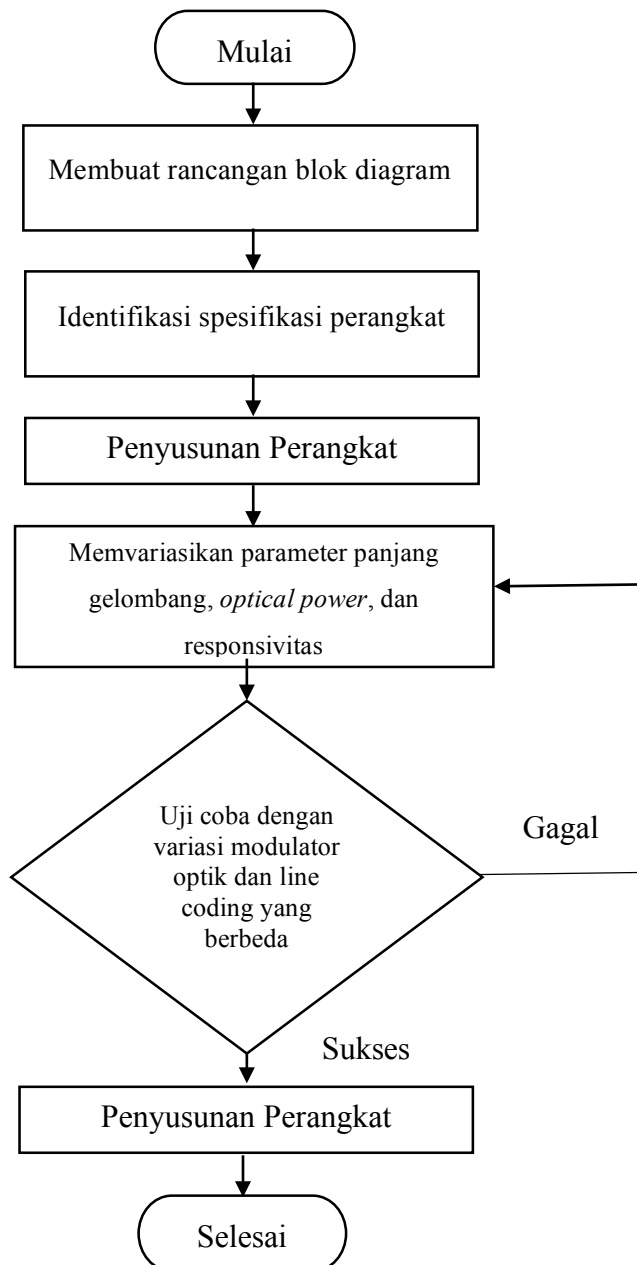 Mulai
Membuat rancangan blok diagram
Identifikasi spesifikasi perangkat
Penyusunan Perangkat
Memvariasikan parameter panjang
gelombang, optical power, dan
responsivitas
Uji coba dengan
variasi modulator
optik dan line
coding yang
berbeda
Gagal
Sukses
Penyusunan Perangkat
Selesai